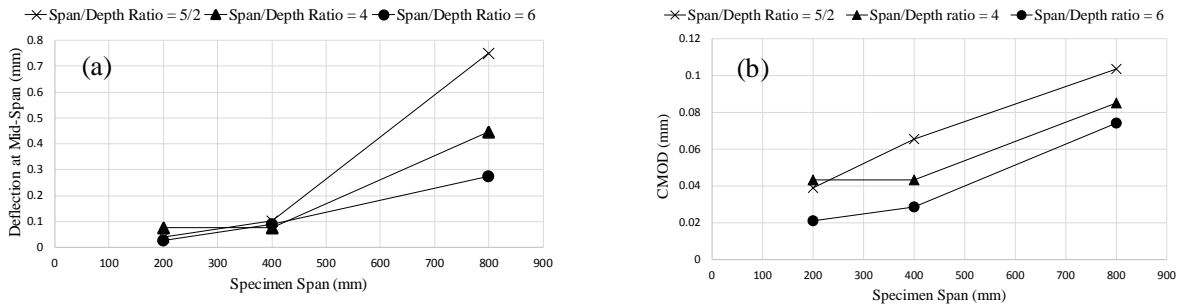 Span/Depth Ratio = 5/2 Span/Depth Ratio = 4 Span/Depth Ratio = 6
(a)
Deflection at Mid-Span (mm)
0.8
0.7
0.6
0.5
0.4
0.3
0.2
0.1
0
0 100 200 300 400 500 600 700 800 900
Specimen Span (mm)
Span/Depth Ratio = 5/2 Span/Depth ratio = 4 Span/Depth ratio = 6
(b)
CMOD (mm)
0.12
0.1
0.08
0.06
0.04
0.02
0
0 100 200 300 400 500 600 700 800 900
Specimen Span (mm)